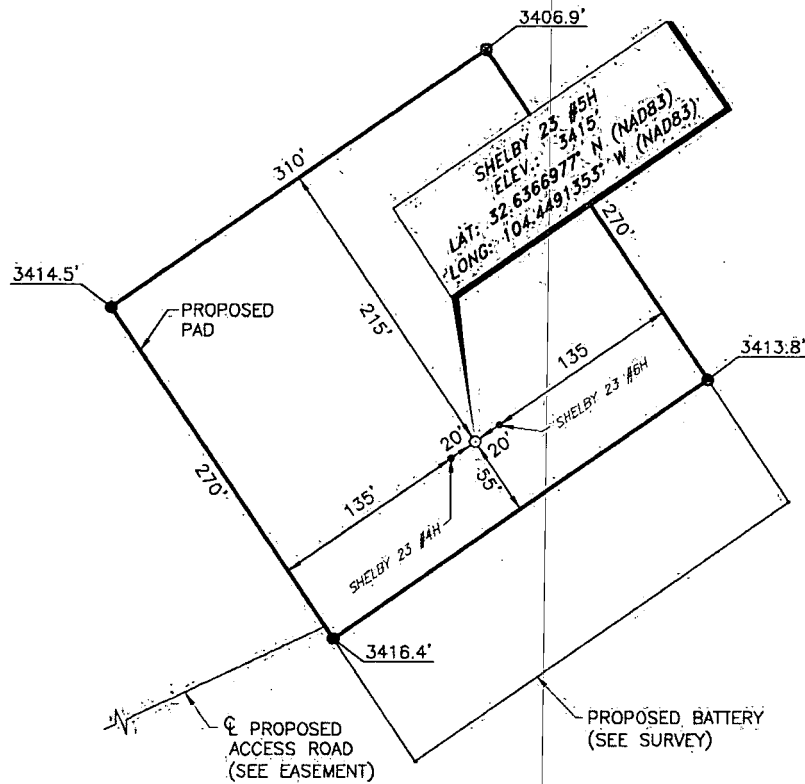 3406.9'
SHELBY 23 #5H
ELEV.: 3415'
LAT: 32.6366977° N (NAD83)
LONG: 104.4491353° W (NAD83)
310'
270'
3414.5'
PROPOSED
PAD
215'
135
3413.8'
SHELBY 23 #6H
20'
20'
55'
270'
135'
SHELBY 23 #4H
3416.4'
℄ PROPOSED
ACCESS ROAD
(SEE EASEMENT)
PROPOSED BATTERY
(SEE SURVEY)